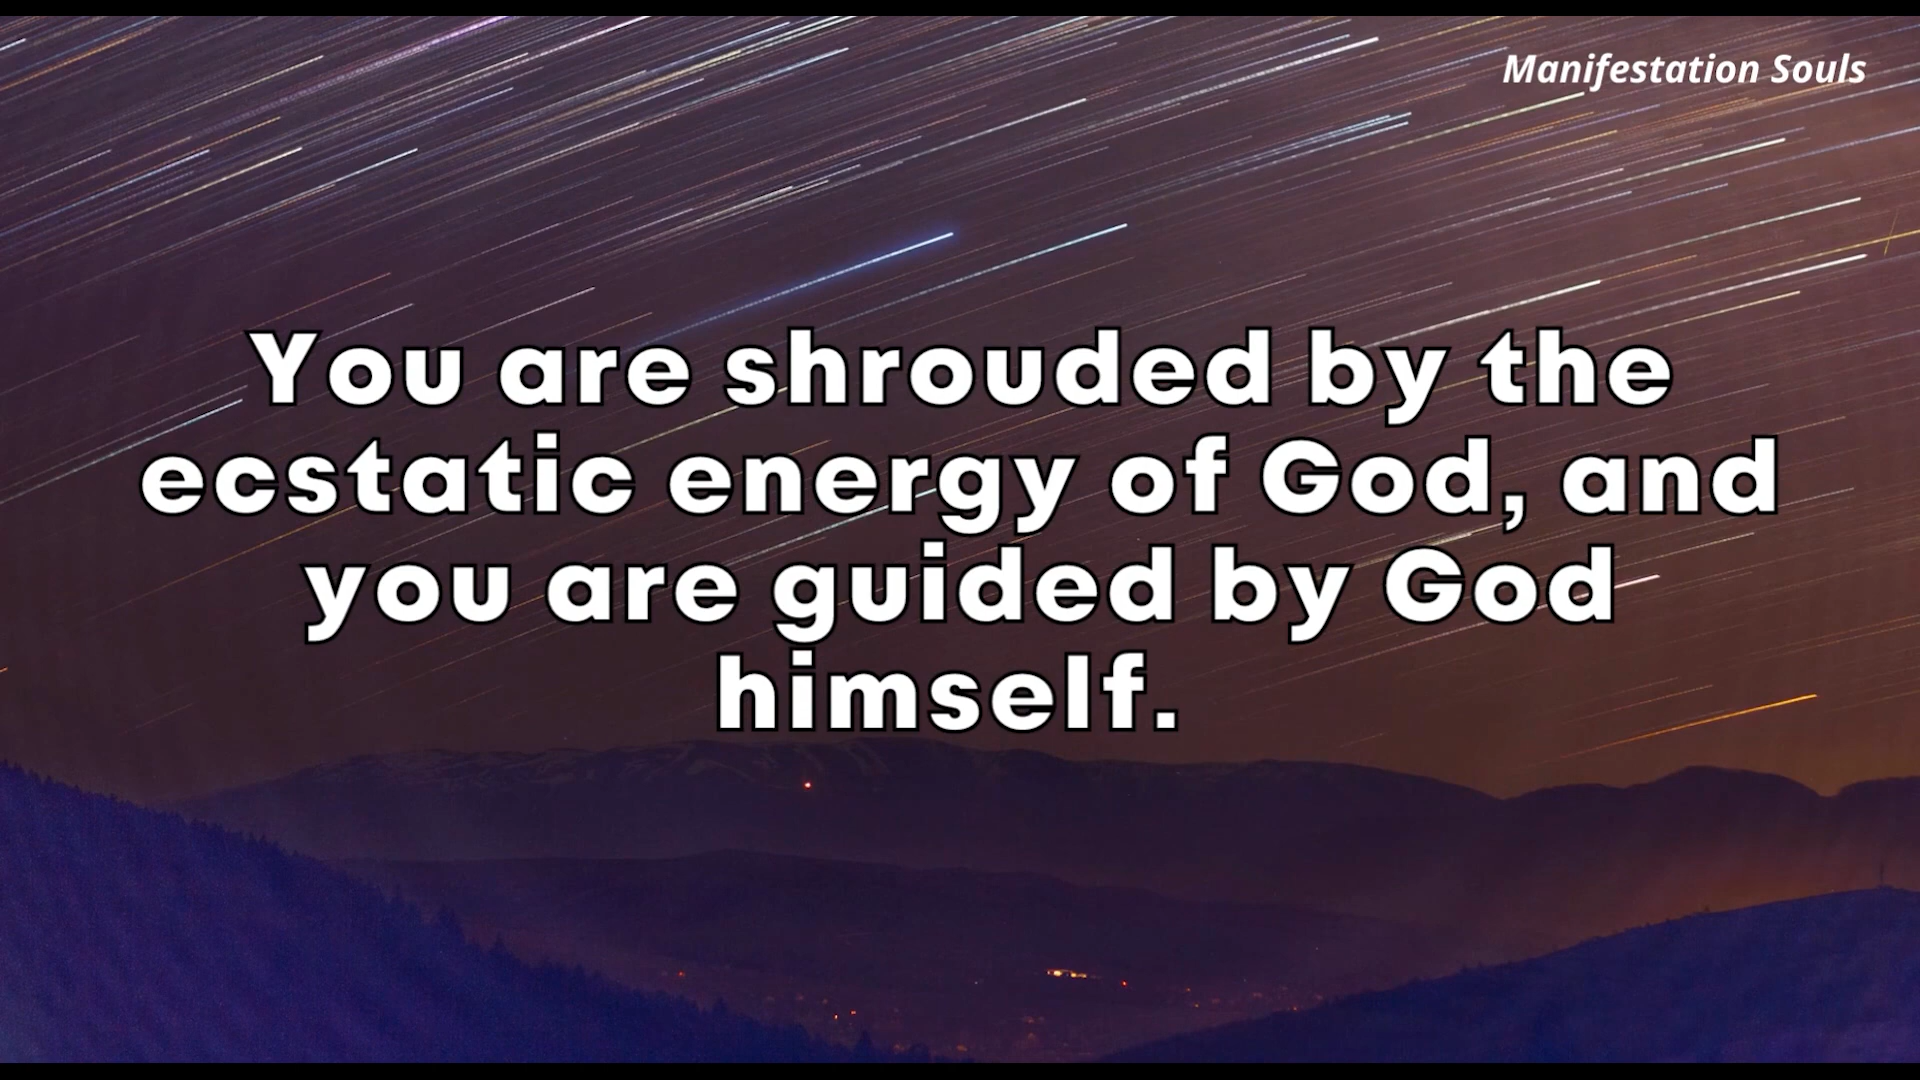 Manifestation Souls
You are shrouded by the
ecstatic energy of God, and
you are guided by God
himself.